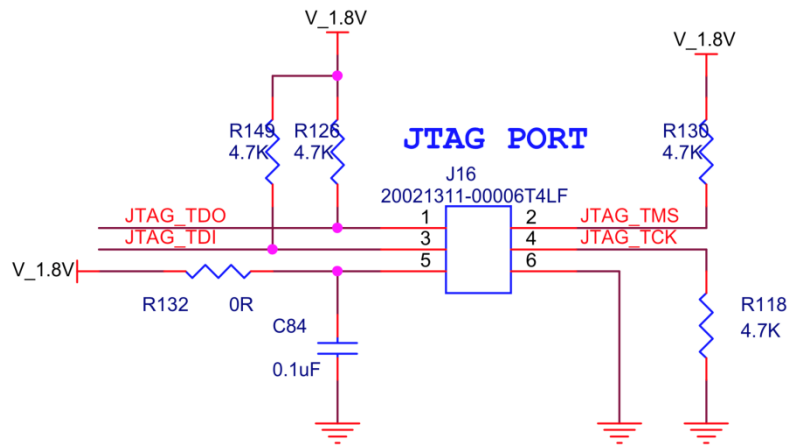 V_1.8V
V_1.8V
R149 R126
4.7K 4.7K
JTAG PORT
R130
4.7K
J16
20021311-00006T4LF
JTAG_TDO 1 2 JTAG_TMS
JTAG_TDI 3 4 JTAG_TCK
V_1.8V 5 6
R132 0R
C84
0.1uF
R118
4.7K